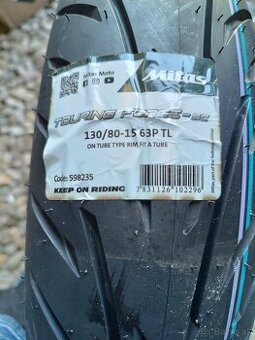 Mitas Moto
Mitas
TOURING FORCE-SC
130/80-15 63P TL
ON TUBE TYPE RIM FIT A TUBE
Code: 598235
3831126102296
KEEP ON RIDING